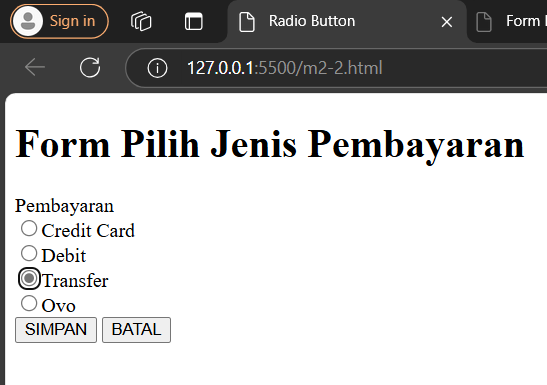 Sign in
Radio Button
Form
127.0.0.1:5500/m2-2.html
Form Pilih Jenis Pembayaran
Pembayaran
Credit Card
Debit
Transfer
Ovo
SIMPAN BATAL